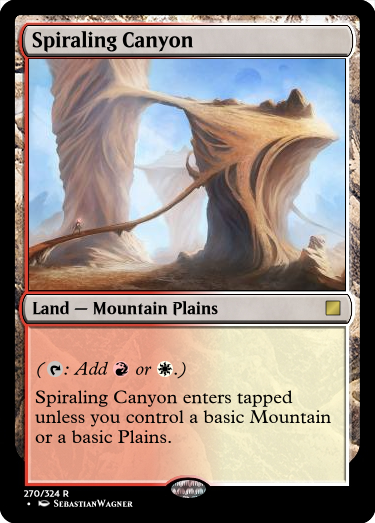 Spiraling Canyon
Land — Mountain Plains
( : Add or .)
Spiraling Canyon enters tapped
unless you control a basic Mountain
or a basic Plains.
270/324 R
• SebastianWagner